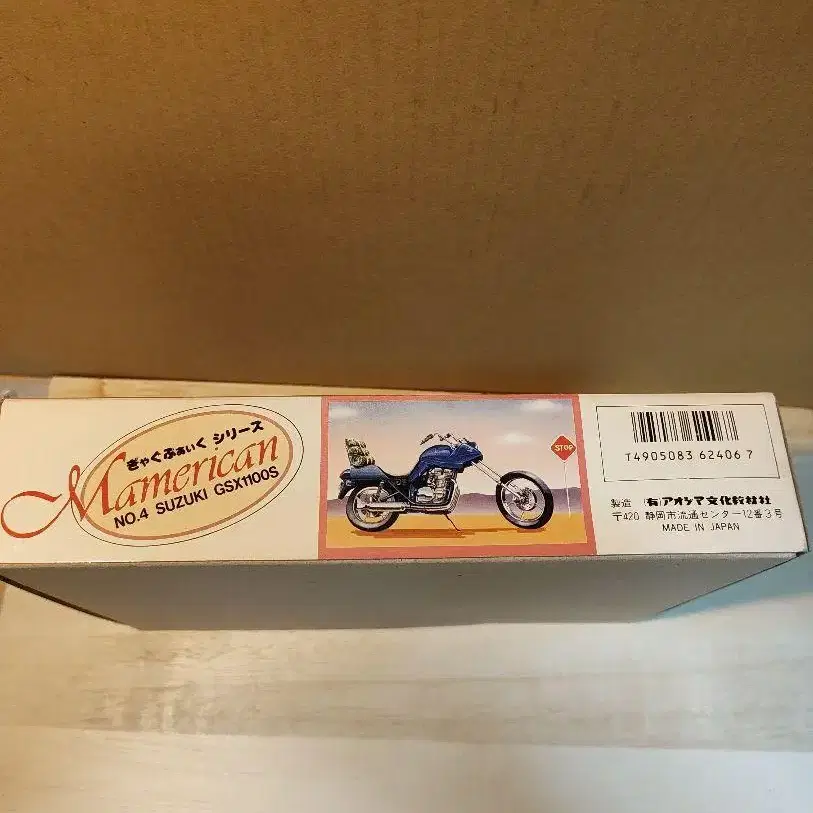 ぎゃぐふぁいく シリーズ
Mamerican
NO.4 SUZUKI GSX1100S
STOP
T4905083 62406 7
製造 (有)アオシマ文化教材社
〒420 静岡市流通センター12番3号
MADE IN JAPAN